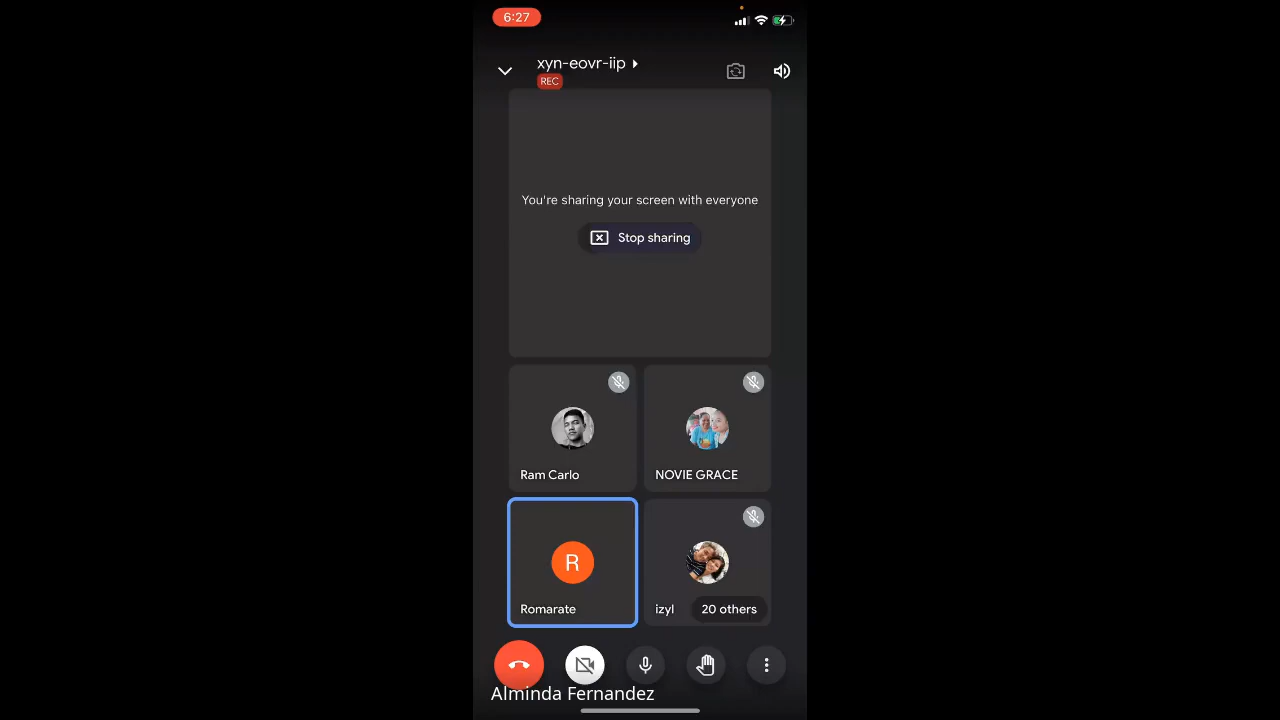 6:27
xyn-eovr-iip
REC
You're sharing your screen with everyone
Stop sharing
Ram Carlo
NOVIE GRACE
R
Romarate
izyl
20 others
Alminda Fernandez